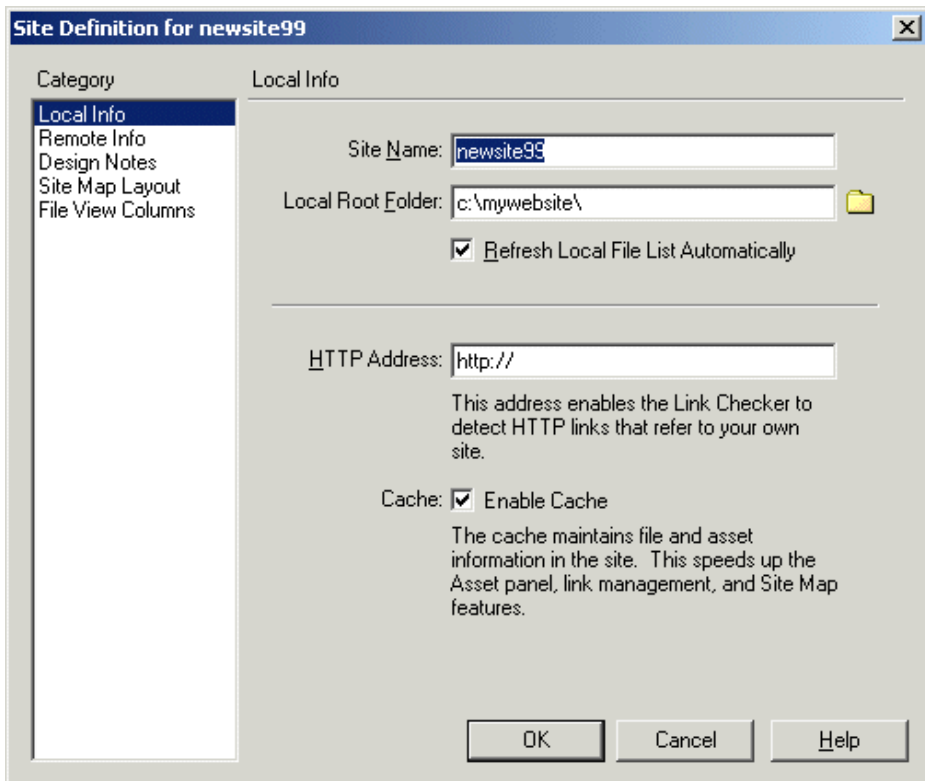 Site Definition for newsite99
Category
Local Info
Remote Info
Design Notes
Site Map Layout
File View Columns
Local Info
Site Name: newsite99
Local Root Folder: c:\mywebsite\
Refresh Local File List Automatically
HTTP Address: http://
This address enables the Link Checker to
detect HTTP links that refer to your own
site.
Cache: Enable Cache
The cache maintains file and asset
information in the site. This speeds up the
Asset panel, link management, and Site Map
features.
OK Cancel Help